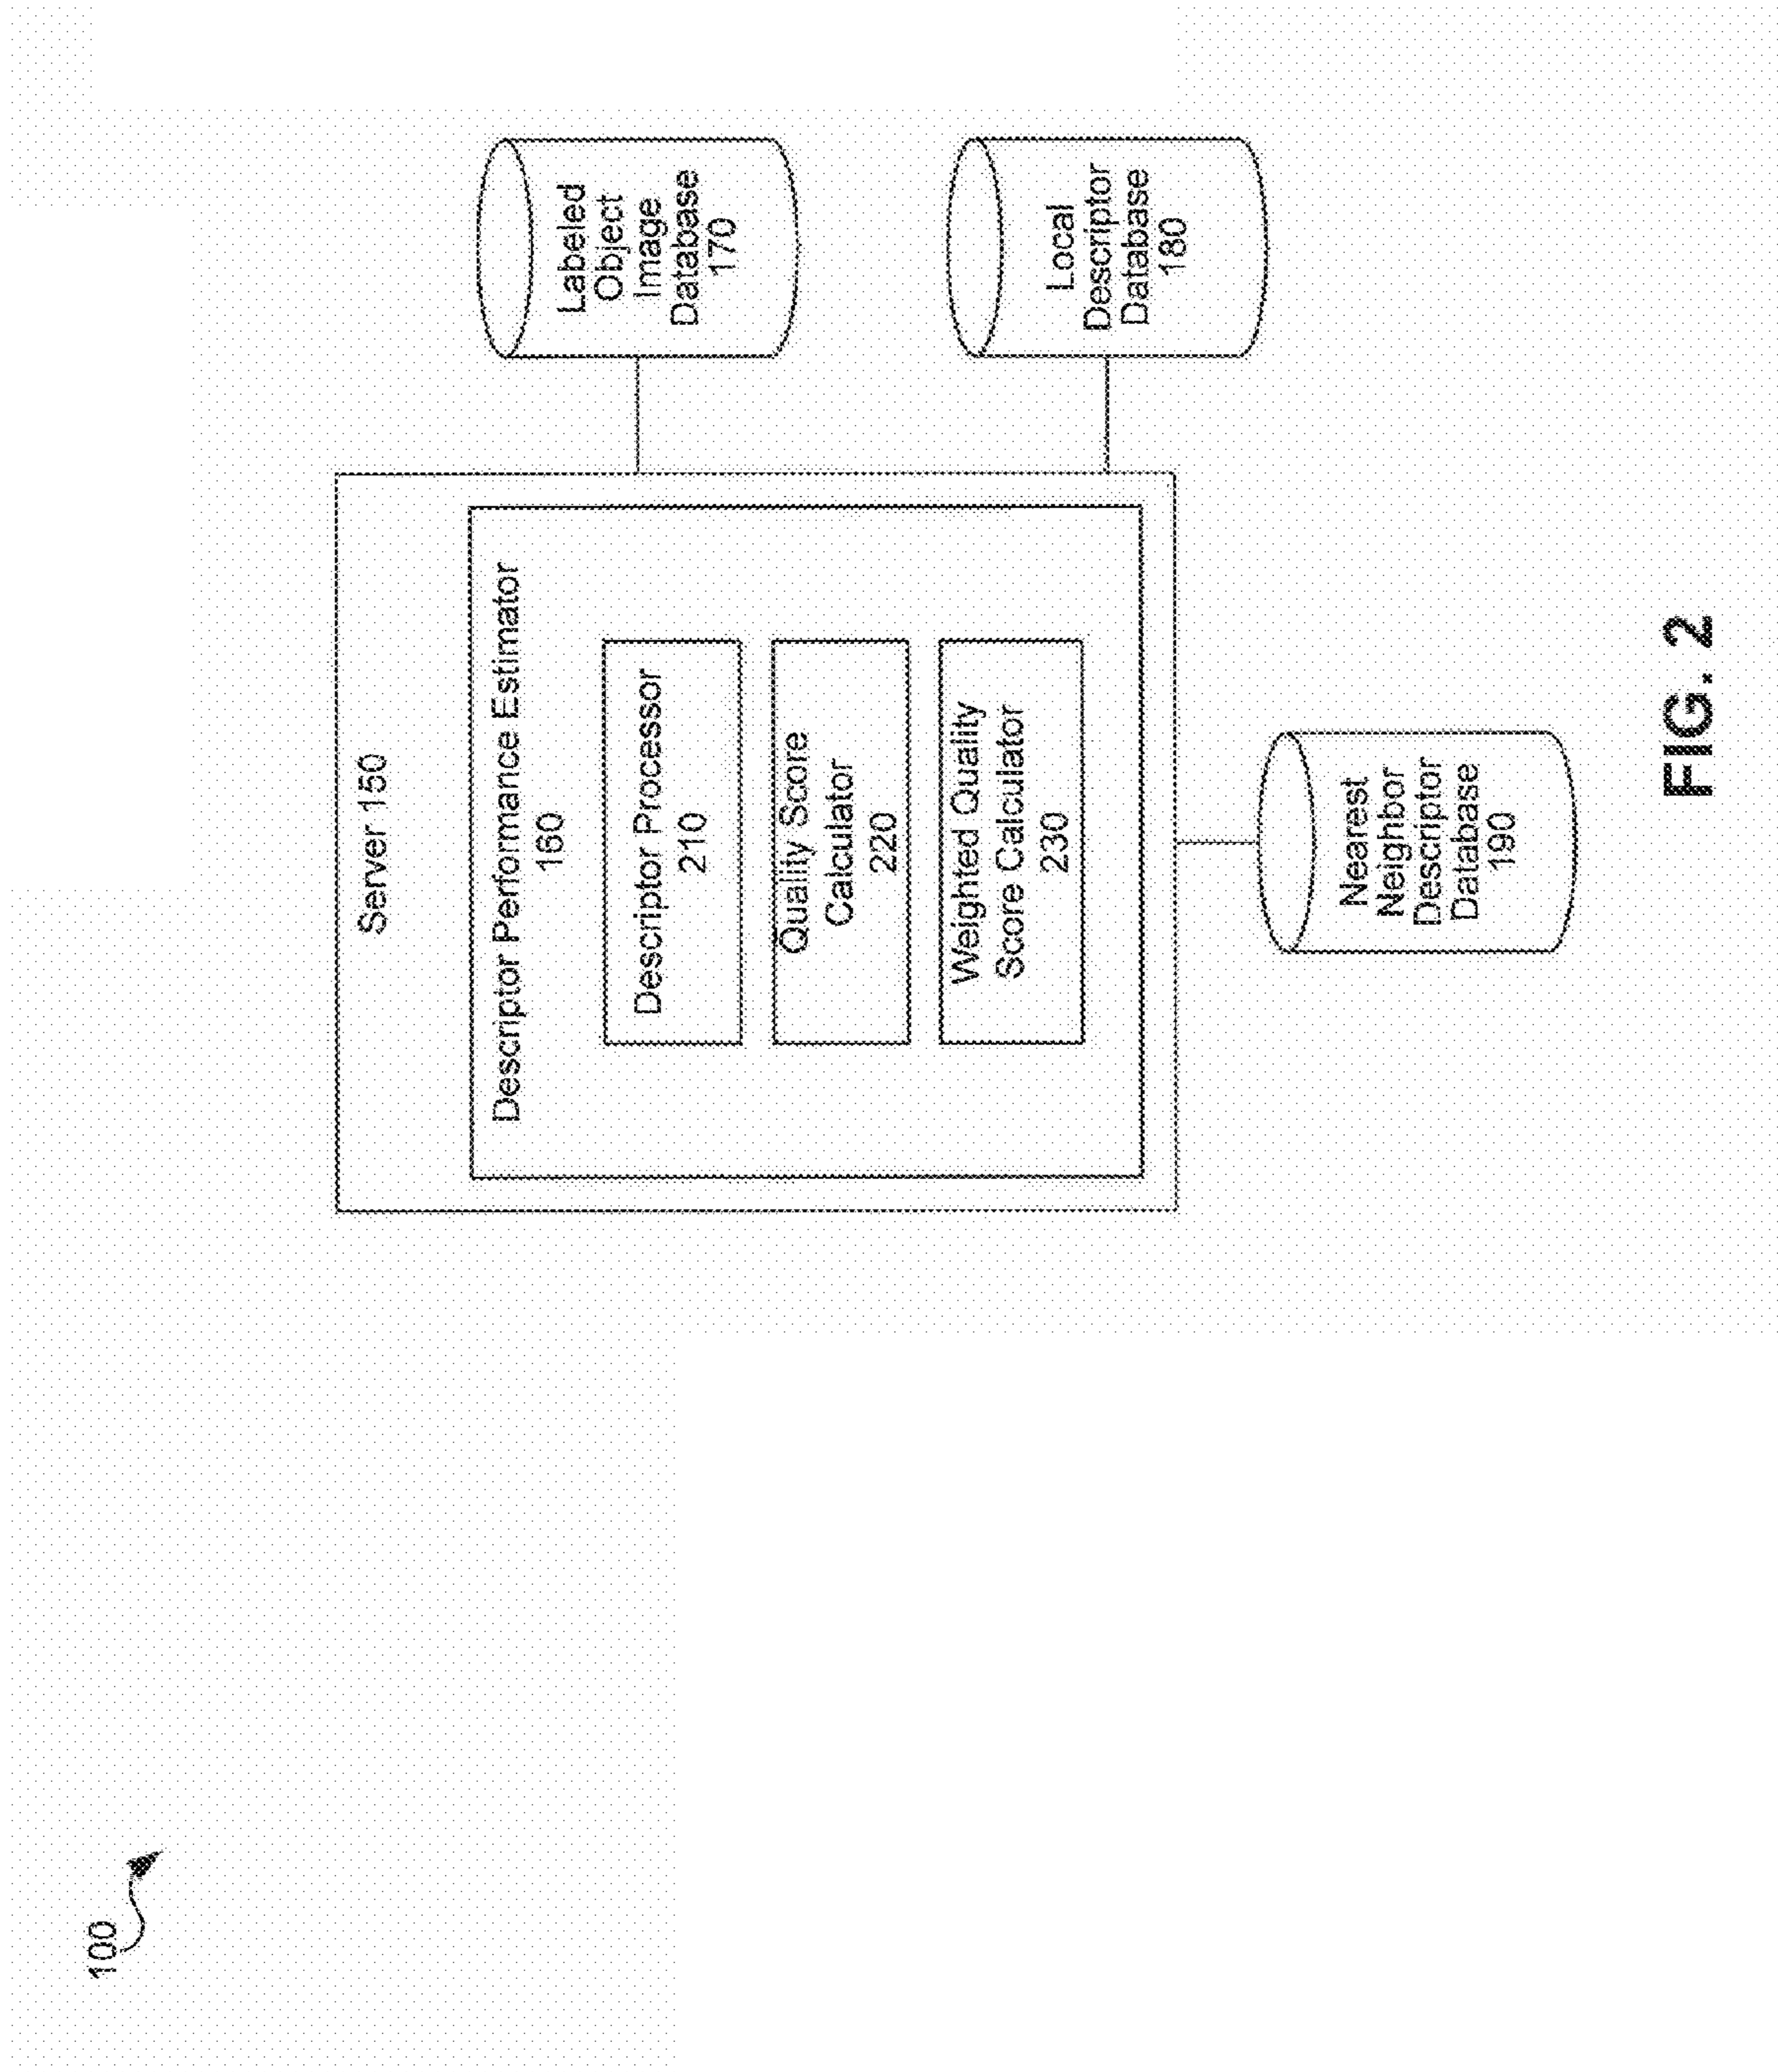 100
Server 150
Descriptor Performance Estimator
160
Descriptor Processor
210
Quality Score
Calculator
220
Weighted Quality
Score Calculator
230
Labeled
Object
Image
Database
170
Local
Descriptor
Database
180
Nearest
Neighbor
Descriptor
Database
190
FIG. 2